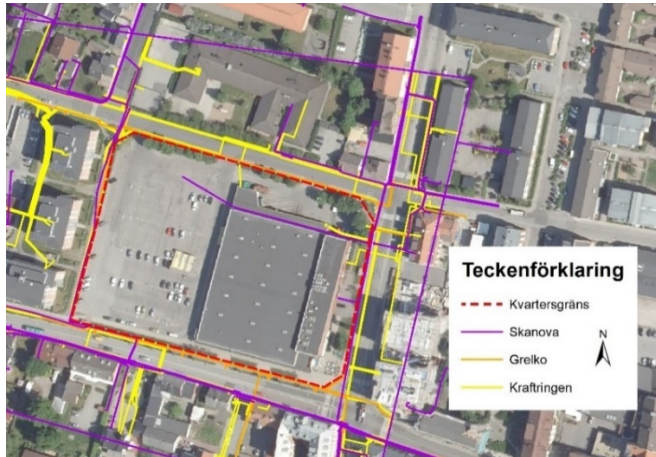 Teckenförklaring
Kvartersgräns
Skanova
N
Grelko
Kraftringen